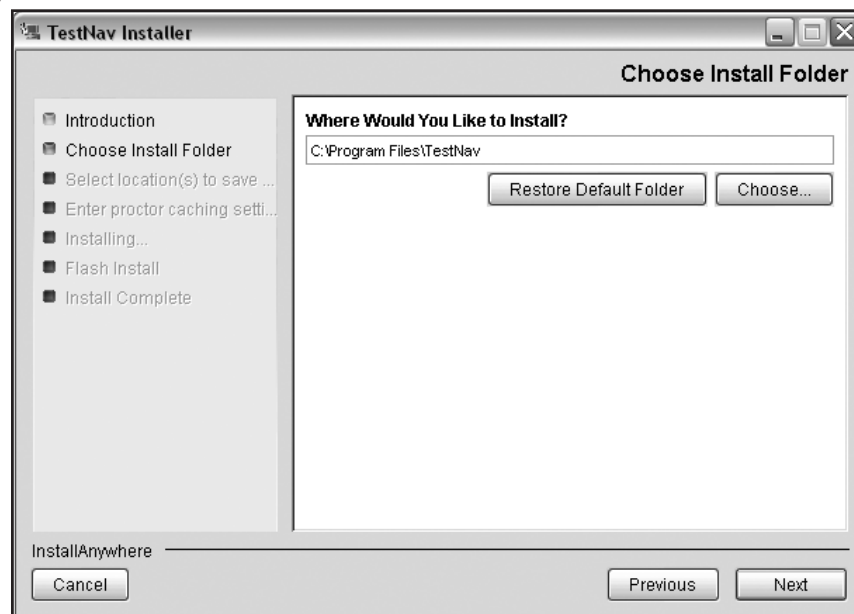 TestNav Installer
Choose Install Folder
Introduction
Choose Install Folder
Select location(s) to save ...
Enter proctor caching setti...
Installing...
Flash Install
Install Complete
Where Would You Like to Install?
C:\Program Files\TestNav
Restore Default Folder
Choose...
InstallAnywhere
Cancel
Previous
Next